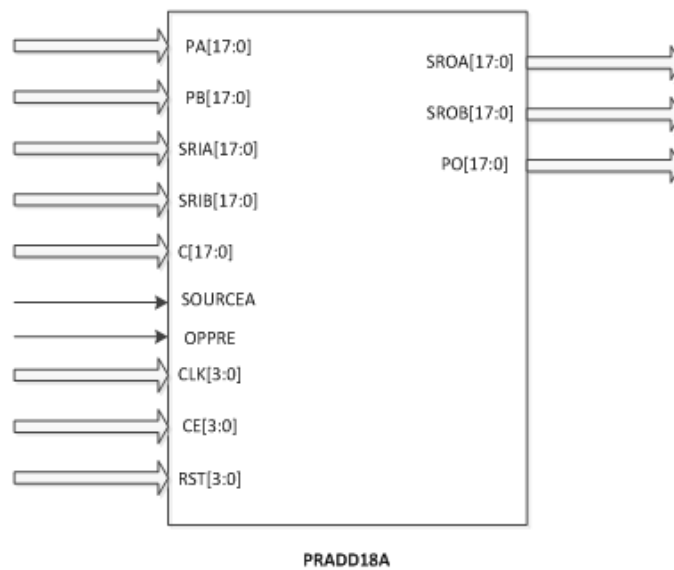 PA[17:0]
PB[17:0]
SRIA[17:0]
SRIB[17:0]
C[17:0]
SOURCEA
OPPRE
CLK[3:0]
CE[3:0]
RST[3:0]
SROA[17:0]
SROB[17:0]
PO[17:0]
PRADD18A